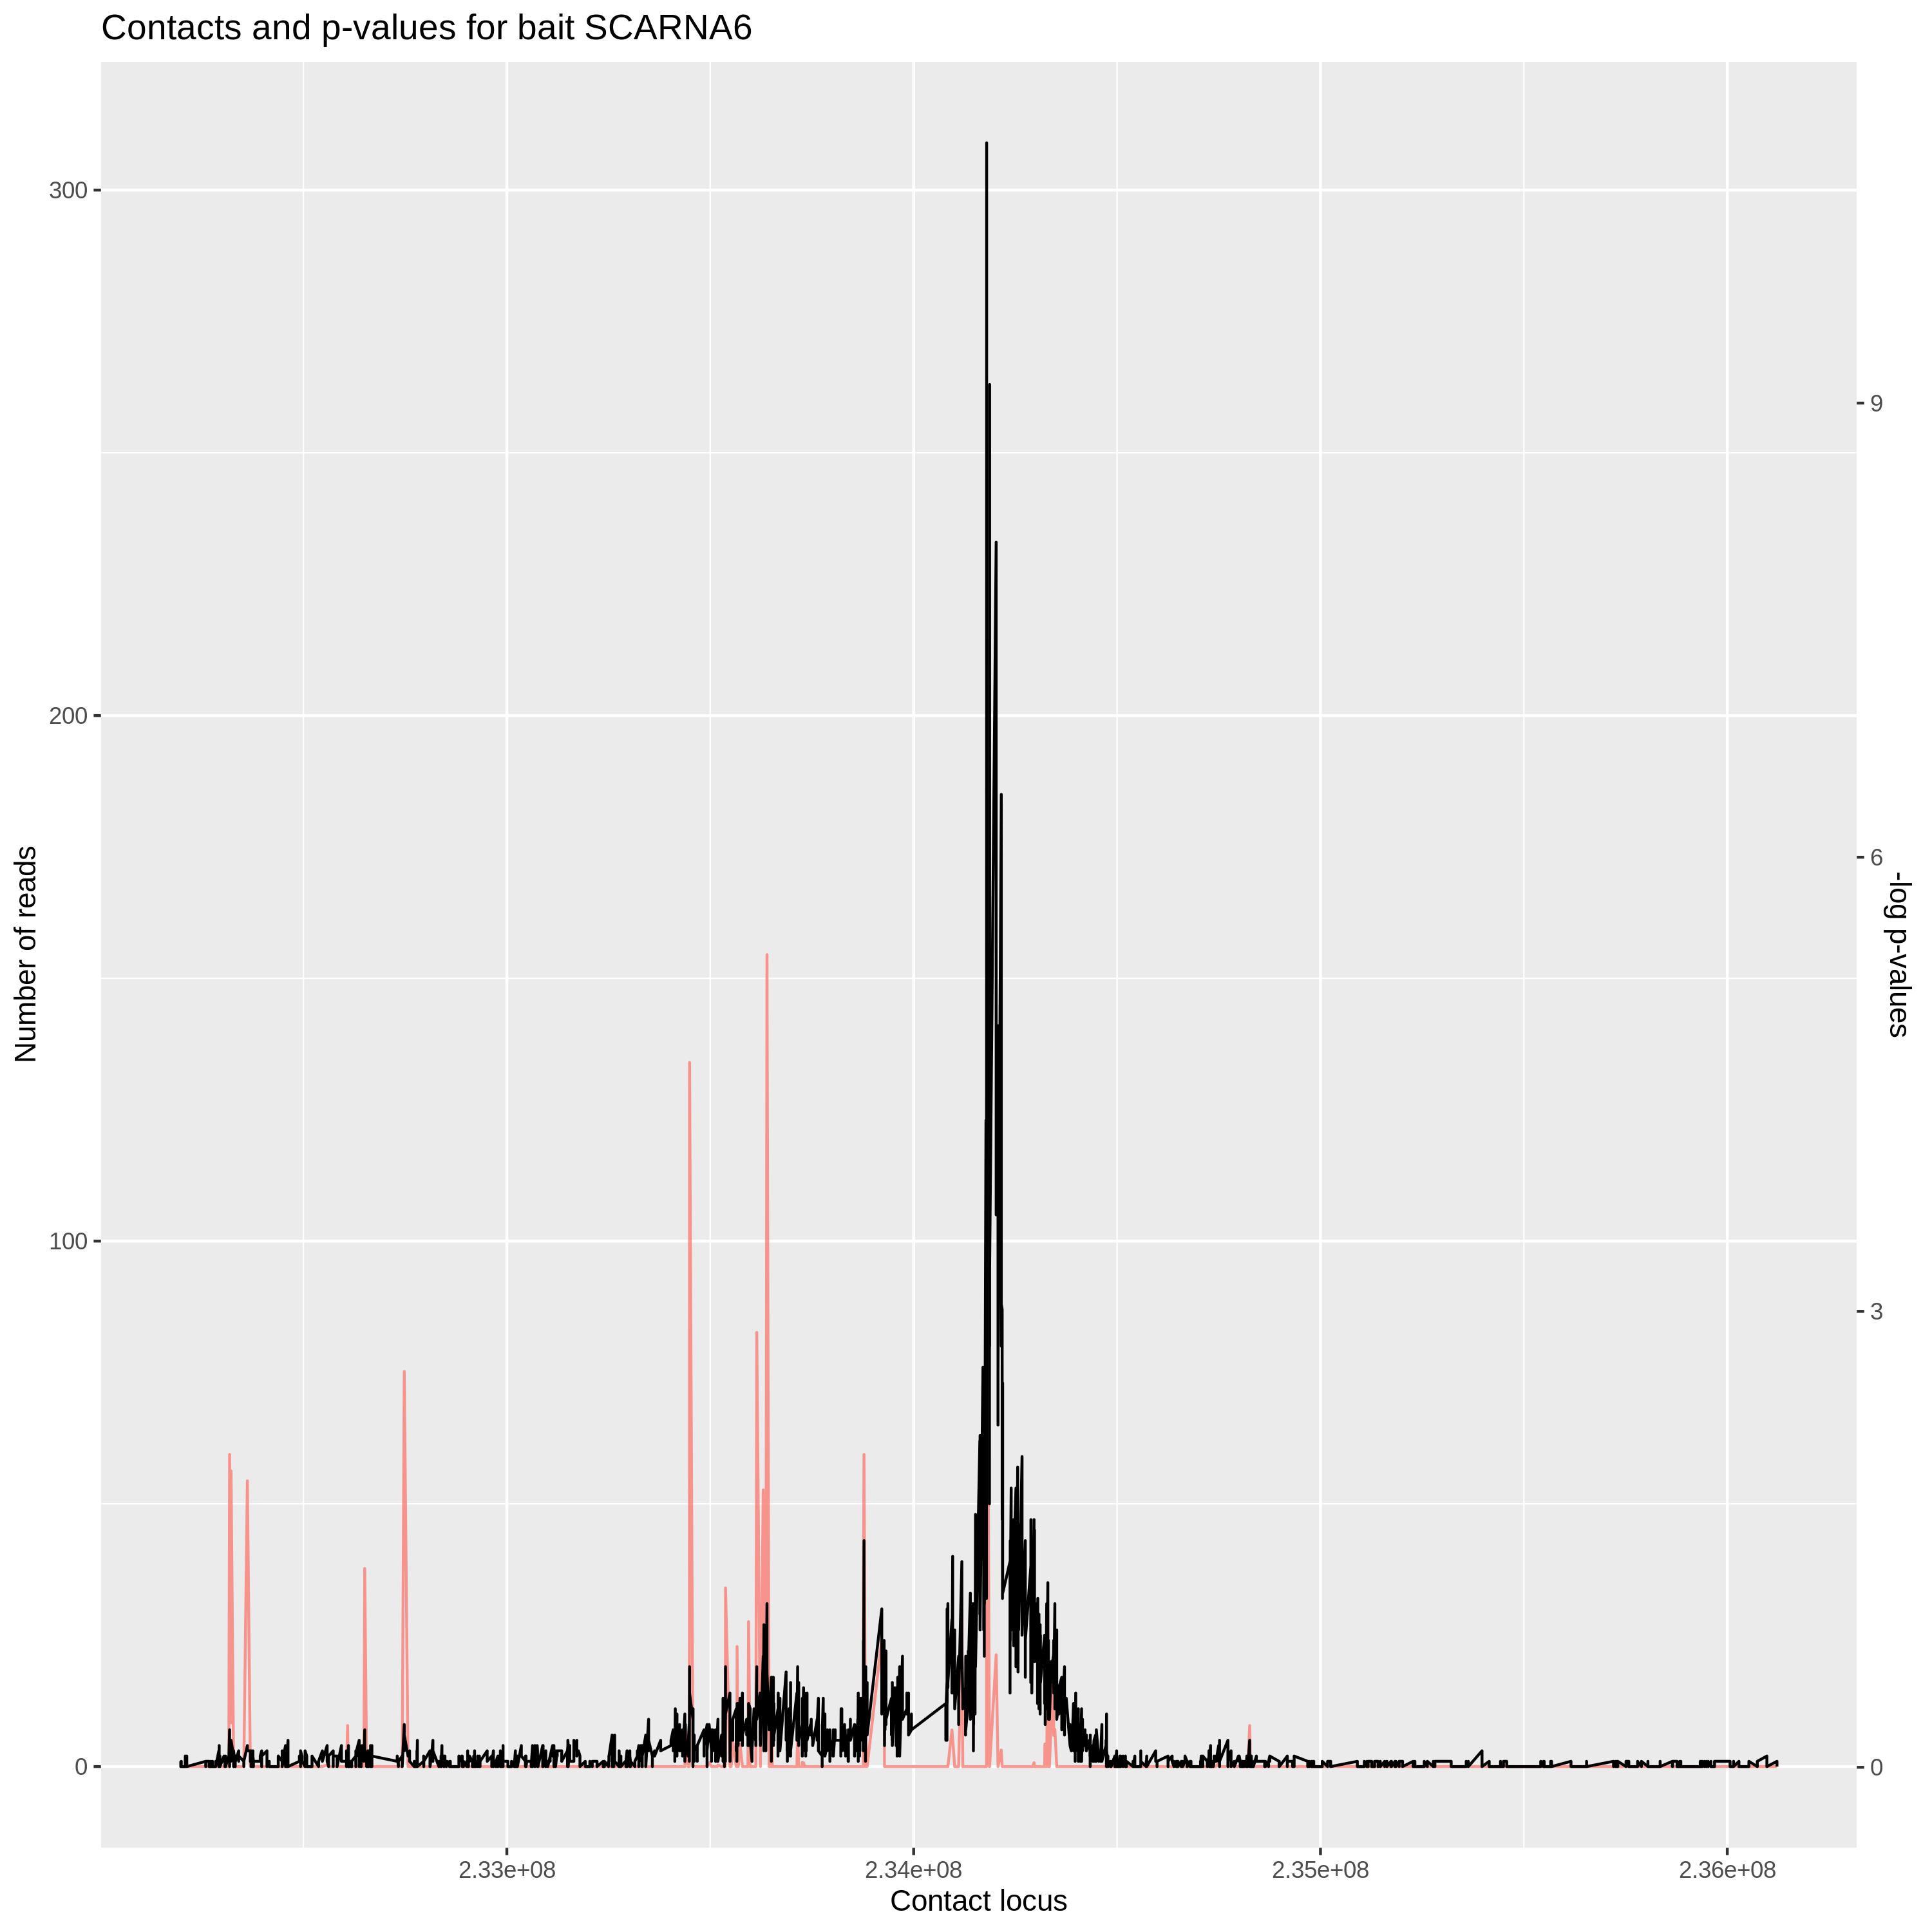 Contacts and p-values for bait SCARNA6
300
200
100
0
Number of reads
9
6
3
0
-log p-values
2.33e+08
2.34e+08
2.35e+08
2.36e+08
Contact locus